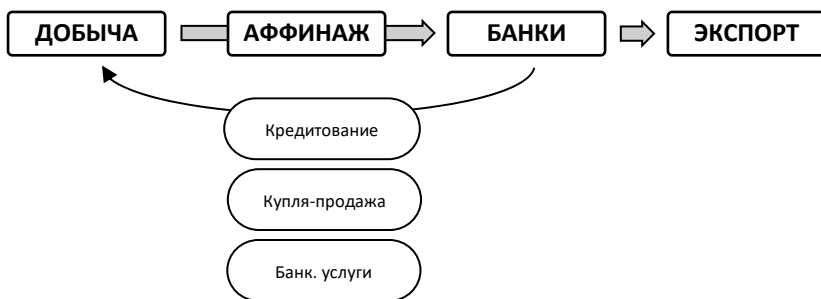 ДОБЫЧА
АФФИНАЖ
БАНКИ
ЭКСПОРТ
Кредитование
Купля-продажа
Банк. услуги